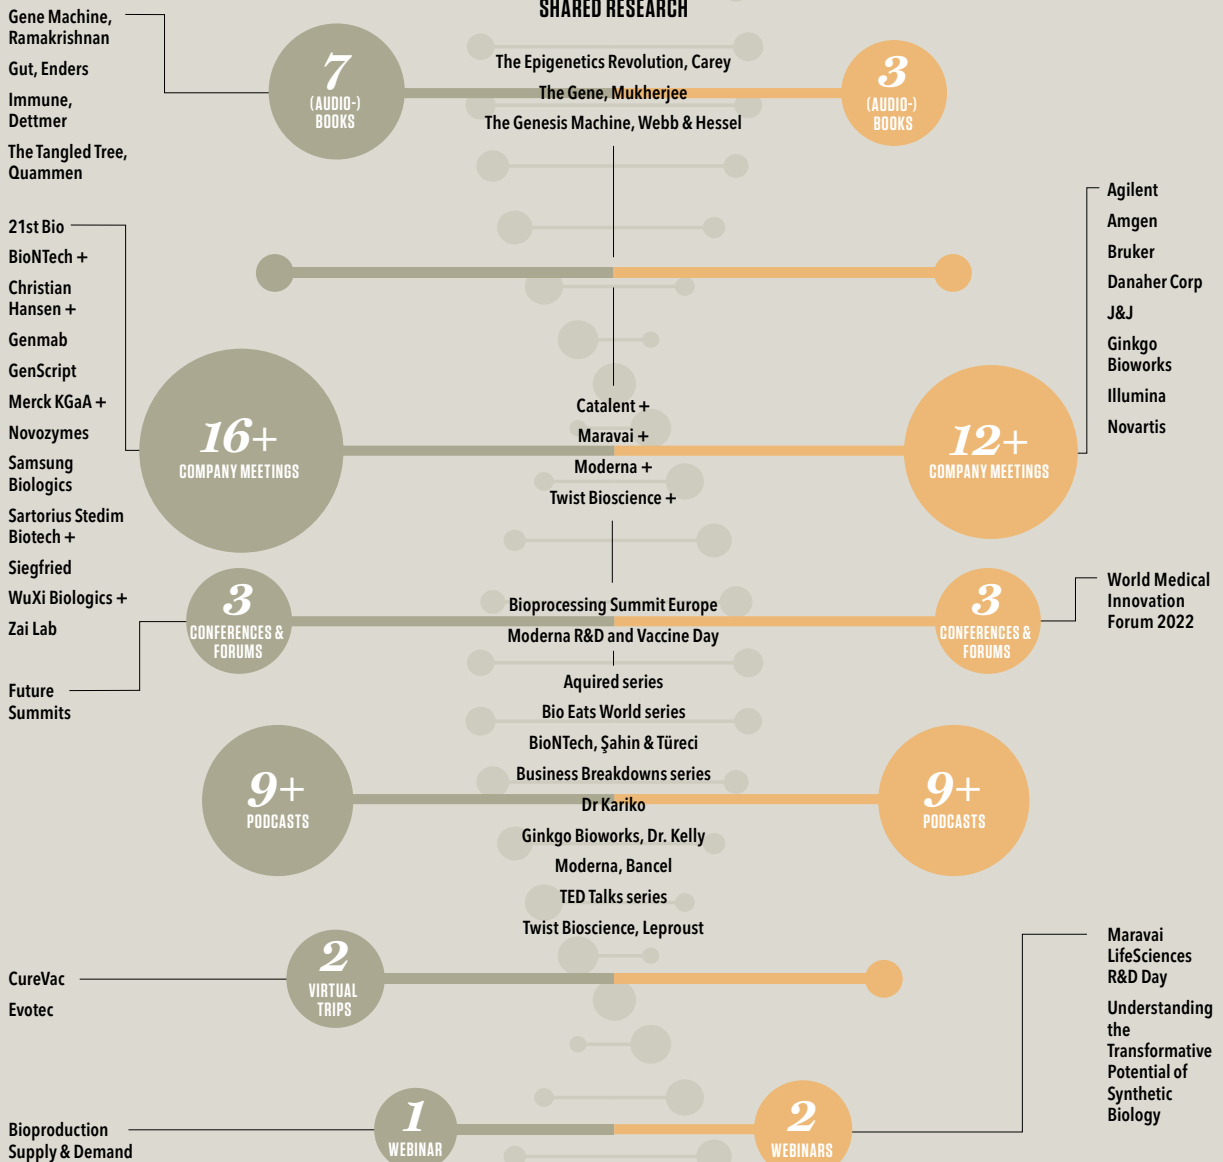 SHARED RESEARCH
Gene Machine,
Ramakrishnan
Gut, Enders
Immune,
Dettmer
The Tangled Tree,
Quammen
7
(AUDIO-)
BOOKS
The Epigenetics Revolution, Carey
The Gene, Mukherjee
The Genesis Machine, Webb & Hessel
3
(AUDIO-)
BOOKS
21st Bio
BioNTech +
Christian
Hansen +
Genmab
GenScript
Merck KGaA +
Novozymes
Samsung
Biologics
Sartorius Stedim
Biotech +
Siegfried
WuXi Biologics +
Zai Lab
16+
COMPANY MEETINGS
Catalent +
Maravai +
Moderna +
Twist Bioscience +
12+
COMPANY MEETINGS
Agilent
Amgen
Bruker
Danaher Corp
J&J
Ginkgo
Bioworks
Illumina
Novartis
Future
Summits
3
CONFERENCES &
FORUMS
Bioprocessing Summit Europe
Moderna R&D and Vaccine Day
3
CONFERENCES &
FORUMS
World Medical
Innovation
Forum 2022
9+
PODCASTS
Aquired series
Bio Eats World series
BioNTech, Şahin & Türeci
Business Breakdowns series
Dr Kariko
Ginkgo Bioworks, Dr. Kelly
Moderna, Bancel
TED Talks series
Twist Bioscience, Leproust
9+
PODCASTS
CureVac
Evotec
2
VIRTUAL
TRIPS
Bioproduction
Supply & Demand
1
WEBINAR
2
WEBINARS
Maravai
LifeSciences
R&D Day
Understanding
the
Transformative
Potential of
Synthetic
Biology